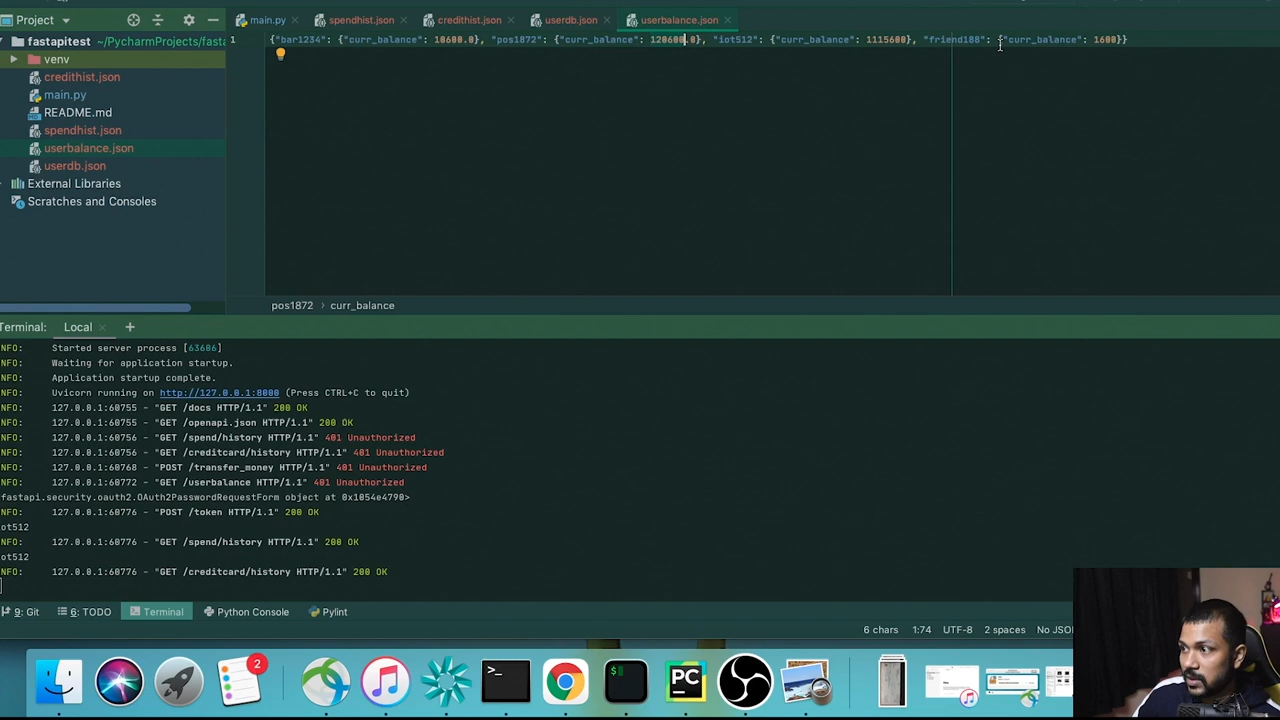 Project
main.py
spendhist.json
credithist.json
userdb.json
userbalance.json
fastapitest ~/PycharmProjects/fasta
venv
credithist.json
main.py
README.md
spendhist.json
userbalance.json
userdb.json
External Libraries
Scratches and Consoles
1 {"bar1234": {"curr_balance": 10600.0}, "pos1872": {"curr_balance": 120600.0}, "iot512": {"curr_balance": 1115600}, "friend188": {"curr_balance": 1600}}
pos1872 › curr_balance
Terminal: Local
NFO: Started server process [63686]
NFO: Waiting for application startup.
NFO: Application startup complete.
NFO: Uvicorn running on http://127.0.0.1:8000 (Press CTRL+C to quit)
NFO: 127.0.0.1:60755 - "GET /docs HTTP/1.1" 200 OK
NFO: 127.0.0.1:60755 - "GET /openapi.json HTTP/1.1" 200 OK
NFO: 127.0.0.1:60756 - "GET /spend/history HTTP/1.1" 401 Unauthorized
NFO: 127.0.0.1:60756 - "GET /creditcard/history HTTP/1.1" 401 Unauthorized
NFO: 127.0.0.1:60768 - "POST /transfer_money HTTP/1.1" 401 Unauthorized
NFO: 127.0.0.1:60772 - "GET /userbalance HTTP/1.1" 401 Unauthorized
fastapi.security.oauth2.OAuth2PasswordRequestForm object at 0x1054e4790>
NFO: 127.0.0.1:60776 - "POST /token HTTP/1.1" 200 OK
ot512
NFO: 127.0.0.1:60776 - "GET /spend/history HTTP/1.1" 200 OK
ot512
NFO: 127.0.0.1:60776 - "GET /creditcard/history HTTP/1.1" 200 OK
9: Git
6: TODO
Terminal
Python Console
Pylint
6 chars 1:74 UTF-8 2 spaces No JSO
2
PC